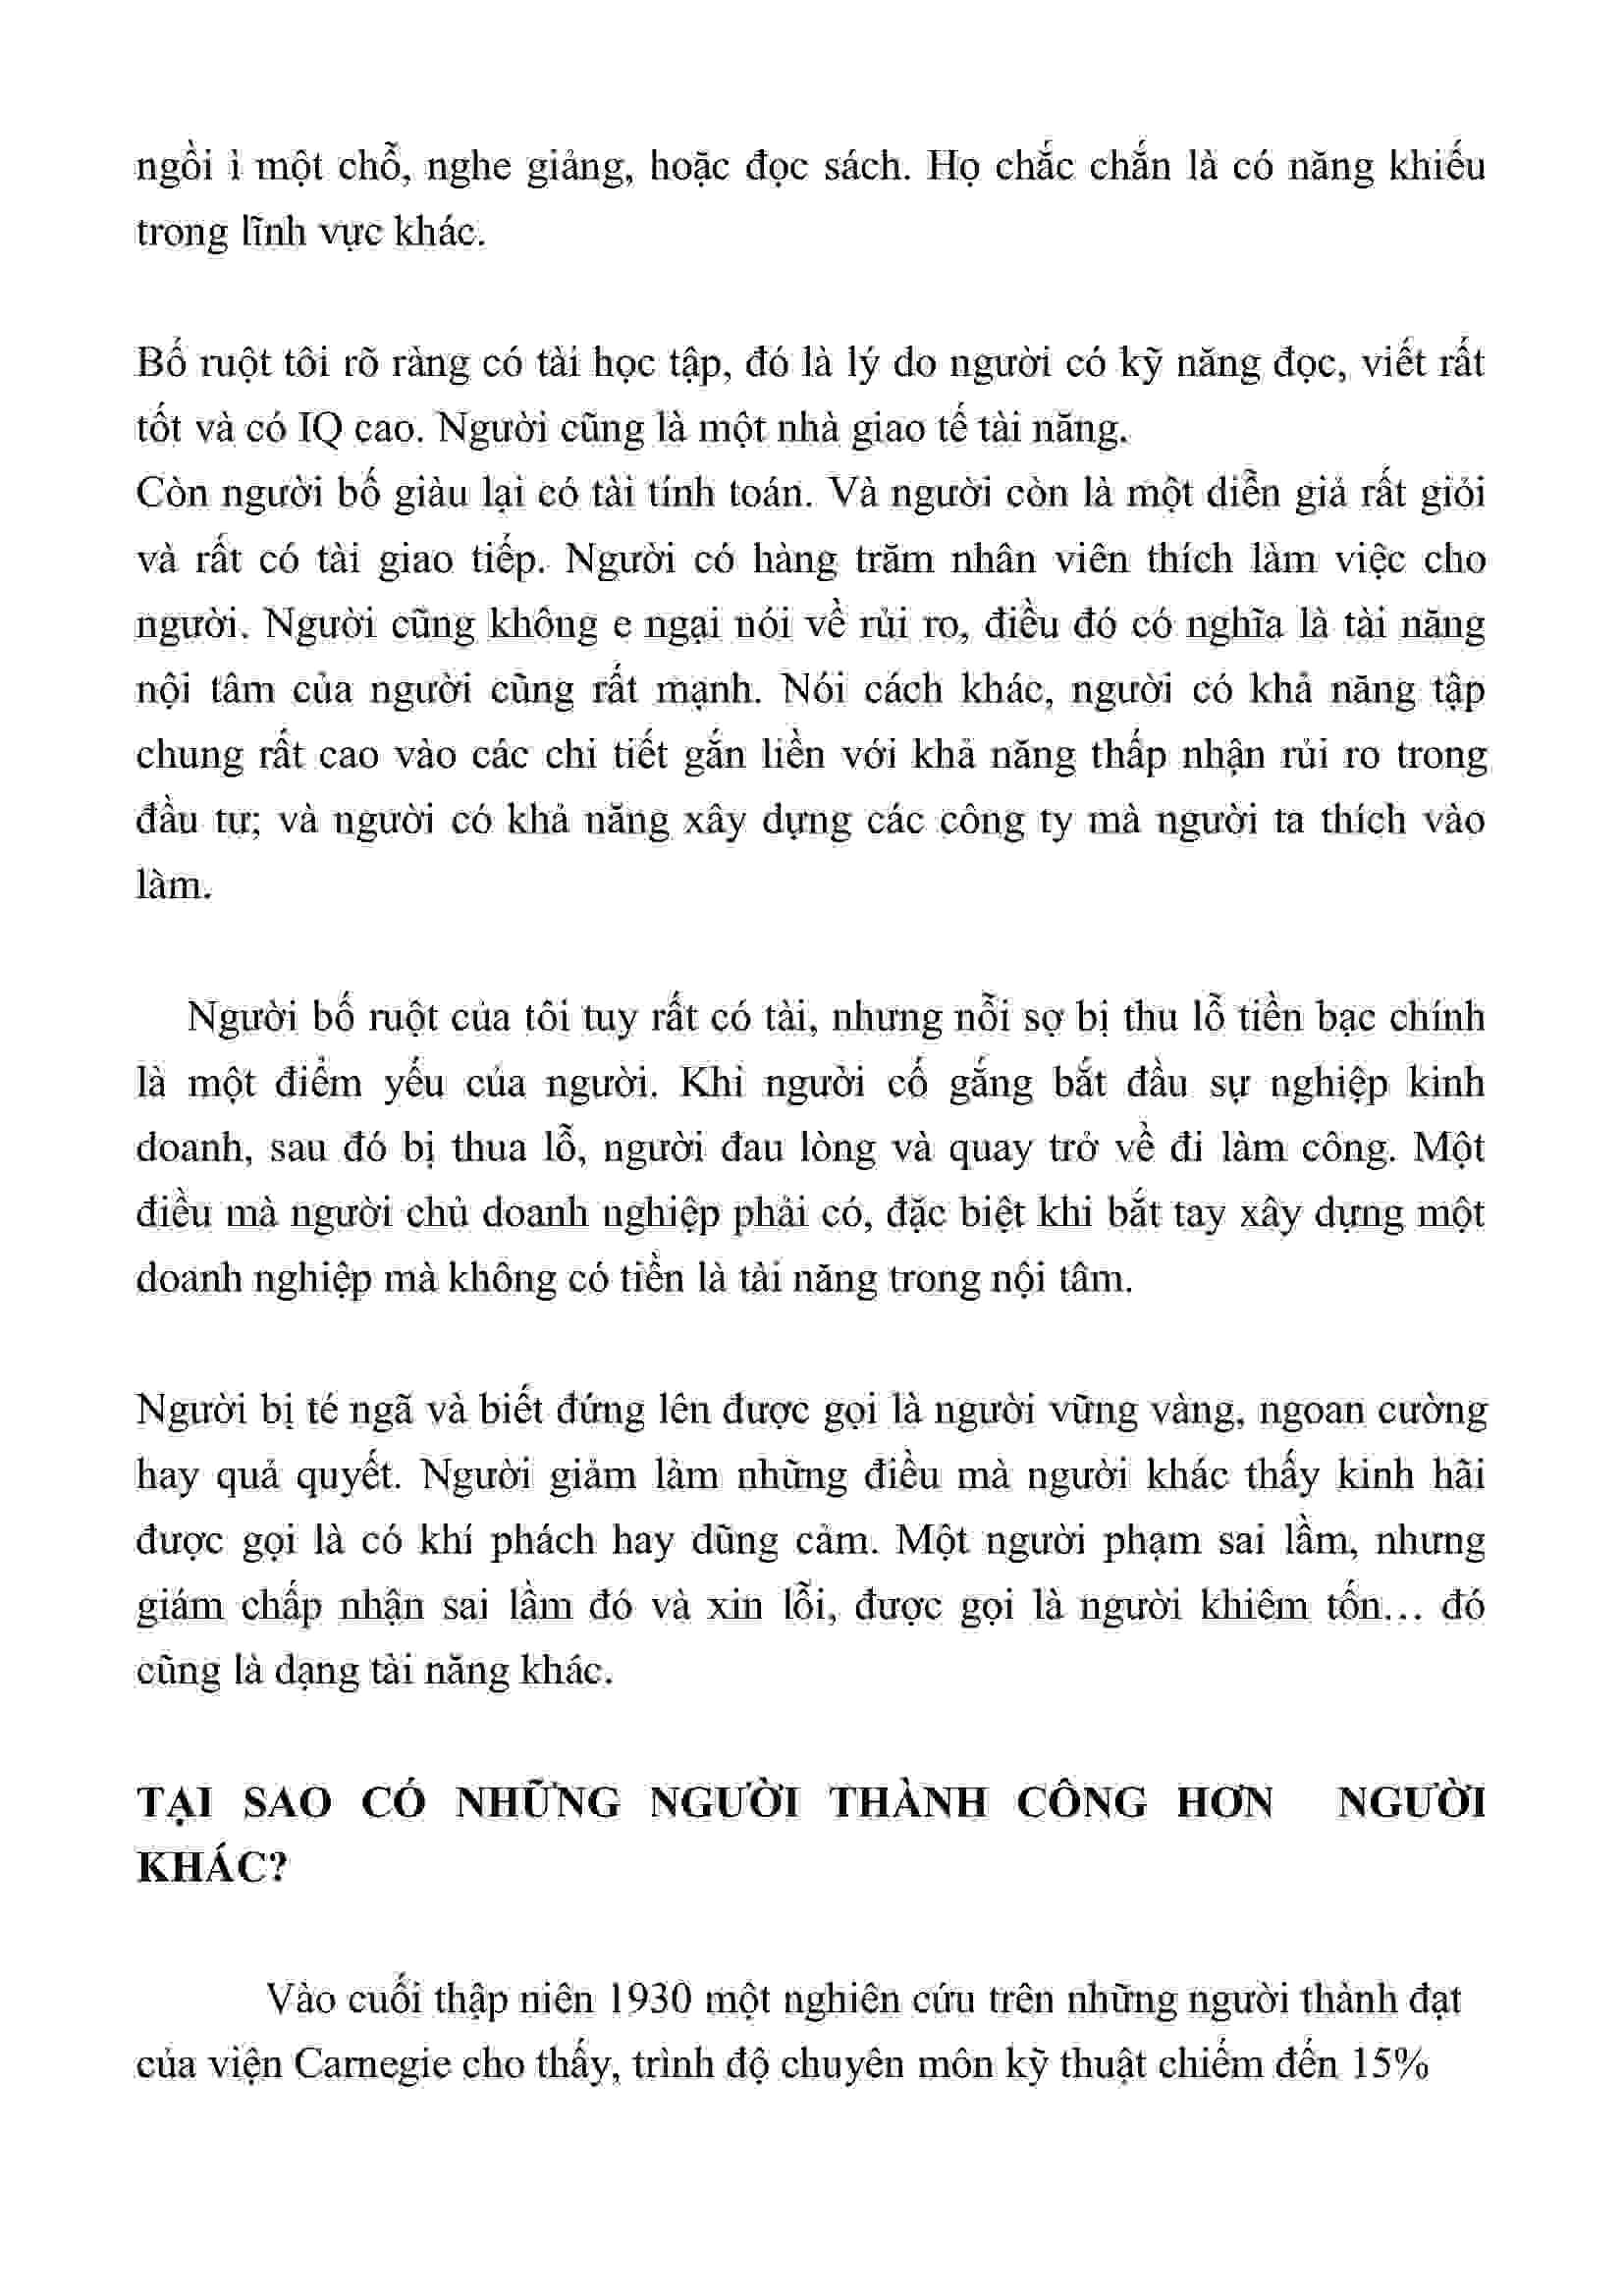 ngồi ì một chỗ, nghe giảng, hoặc đọc sách. Họ chắc chắn là có năng khiếu
trong lĩnh vực khác.
Bố ruột tôi rõ ràng có tài học tập, đó là lý do người có kỹ năng đọc, viết rất
tốt và có IQ cao. Người cũng là một nhà giao tế tài năng.
Còn người bố giàu lại có tài tính toán. Và người còn là một diễn giả rất giỏi
và rất có tài giao tiếp. Người có hàng trăm nhân viên thích làm việc cho
người. Người cũng không e ngại nói về rủi ro, điều đó có nghĩa là tài năng
nội tâm của người cũng rất mạnh. Nói cách khác, người có khả năng tập
chung rất cao vào các chi tiết gắn liền với khả năng thấp nhận rủi ro trong
đầu tự; và người có khả năng xây dựng các công ty mà người ta thích vào
làm.
Người bố ruột của tôi tuy rất có tài, nhưng nỗi sợ bị thu lỗ tiền bạc chính
là một điểm yếu của người. Khi người cố gắng bắt đầu sự nghiệp kinh
doanh, sau đó bị thua lỗ, người đau lòng và quay trở về đi làm công. Một
điều mà người chủ doanh nghiệp phải có, đặc biệt khi bắt tay xây dựng một
doanh nghiệp mà không có tiền là tài năng trong nội tâm.
Người bị té ngã và biết đứng lên được gọi là người vững vàng, ngoan cường
hay quả quyết. Người giảm làm những điều mà người khác thấy kinh hãi
được gọi là có khí phách hay dũng cảm. Một người phạm sai lầm, nhưng
giám chấp nhận sai lầm đó và xin lỗi, được gọi là người khiêm tốn… đó
cũng là dạng tài năng khác.
TẠI SAO CÓ NHỮNG NGƯỜI THÀNH CÔNG HƠN NGƯỜI
KHÁC?
Vào cuối thập niên 1930 một nghiên cứu trên những người thành đạt
của viện Carnegie cho thấy, trình độ chuyên môn kỹ thuật chiếm đến 15%